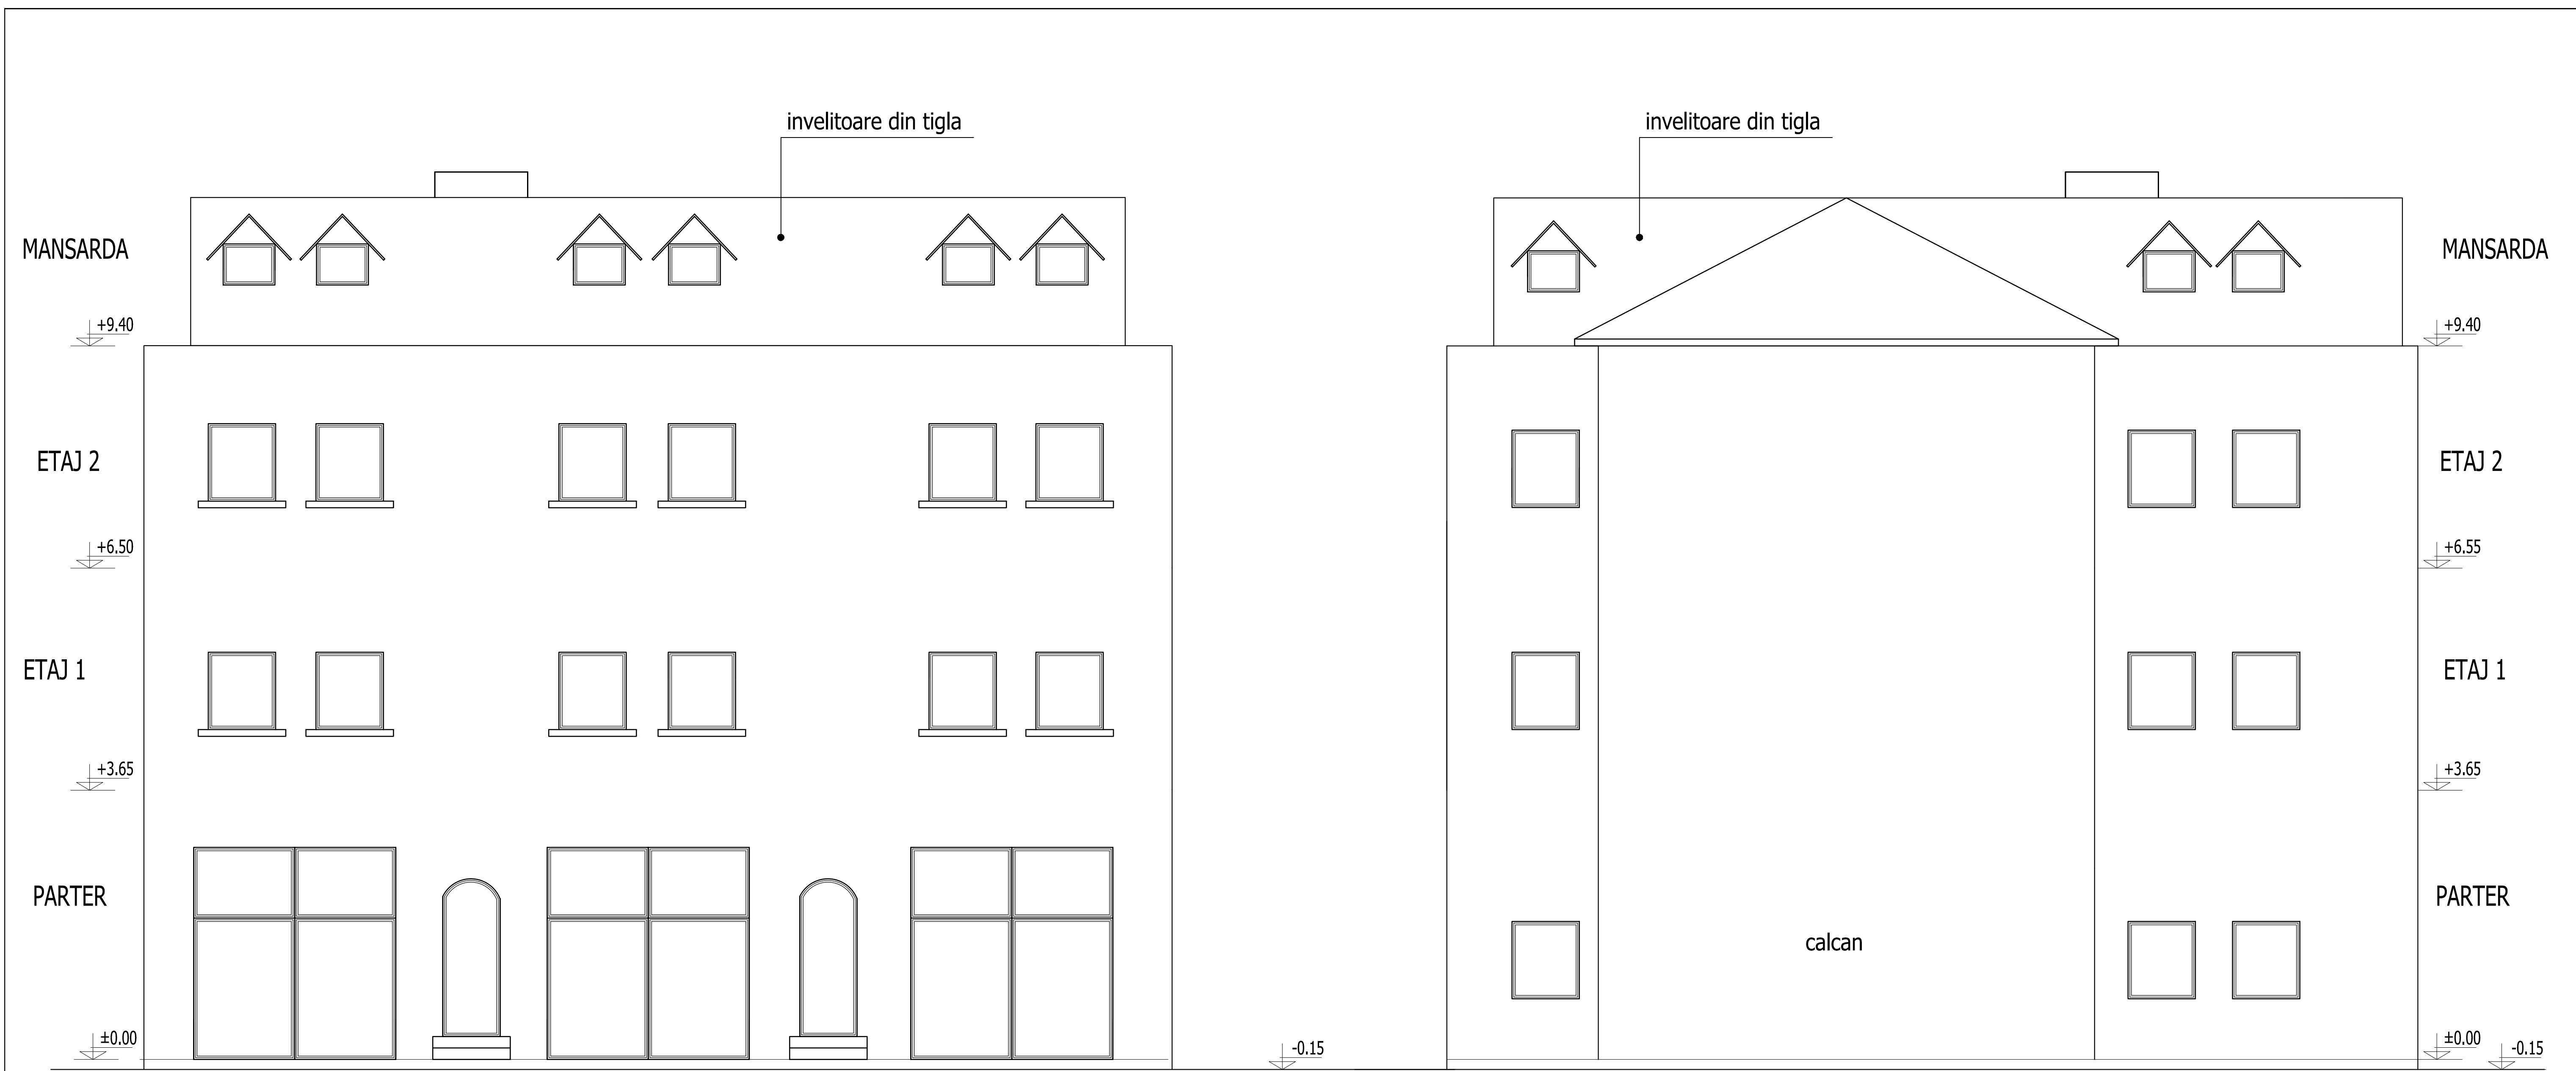 invelitoare din tigla
MANSARDA
+9.40
ETAJ 2
+6.50
ETAJ 1
+3.65
PARTER
±0.00
-0.15
invelitoare din tigla
MANSARDA
+9.40
ETAJ 2
+6.55
ETAJ 1
+3.65
PARTER
calcan
±0.00
-0.15